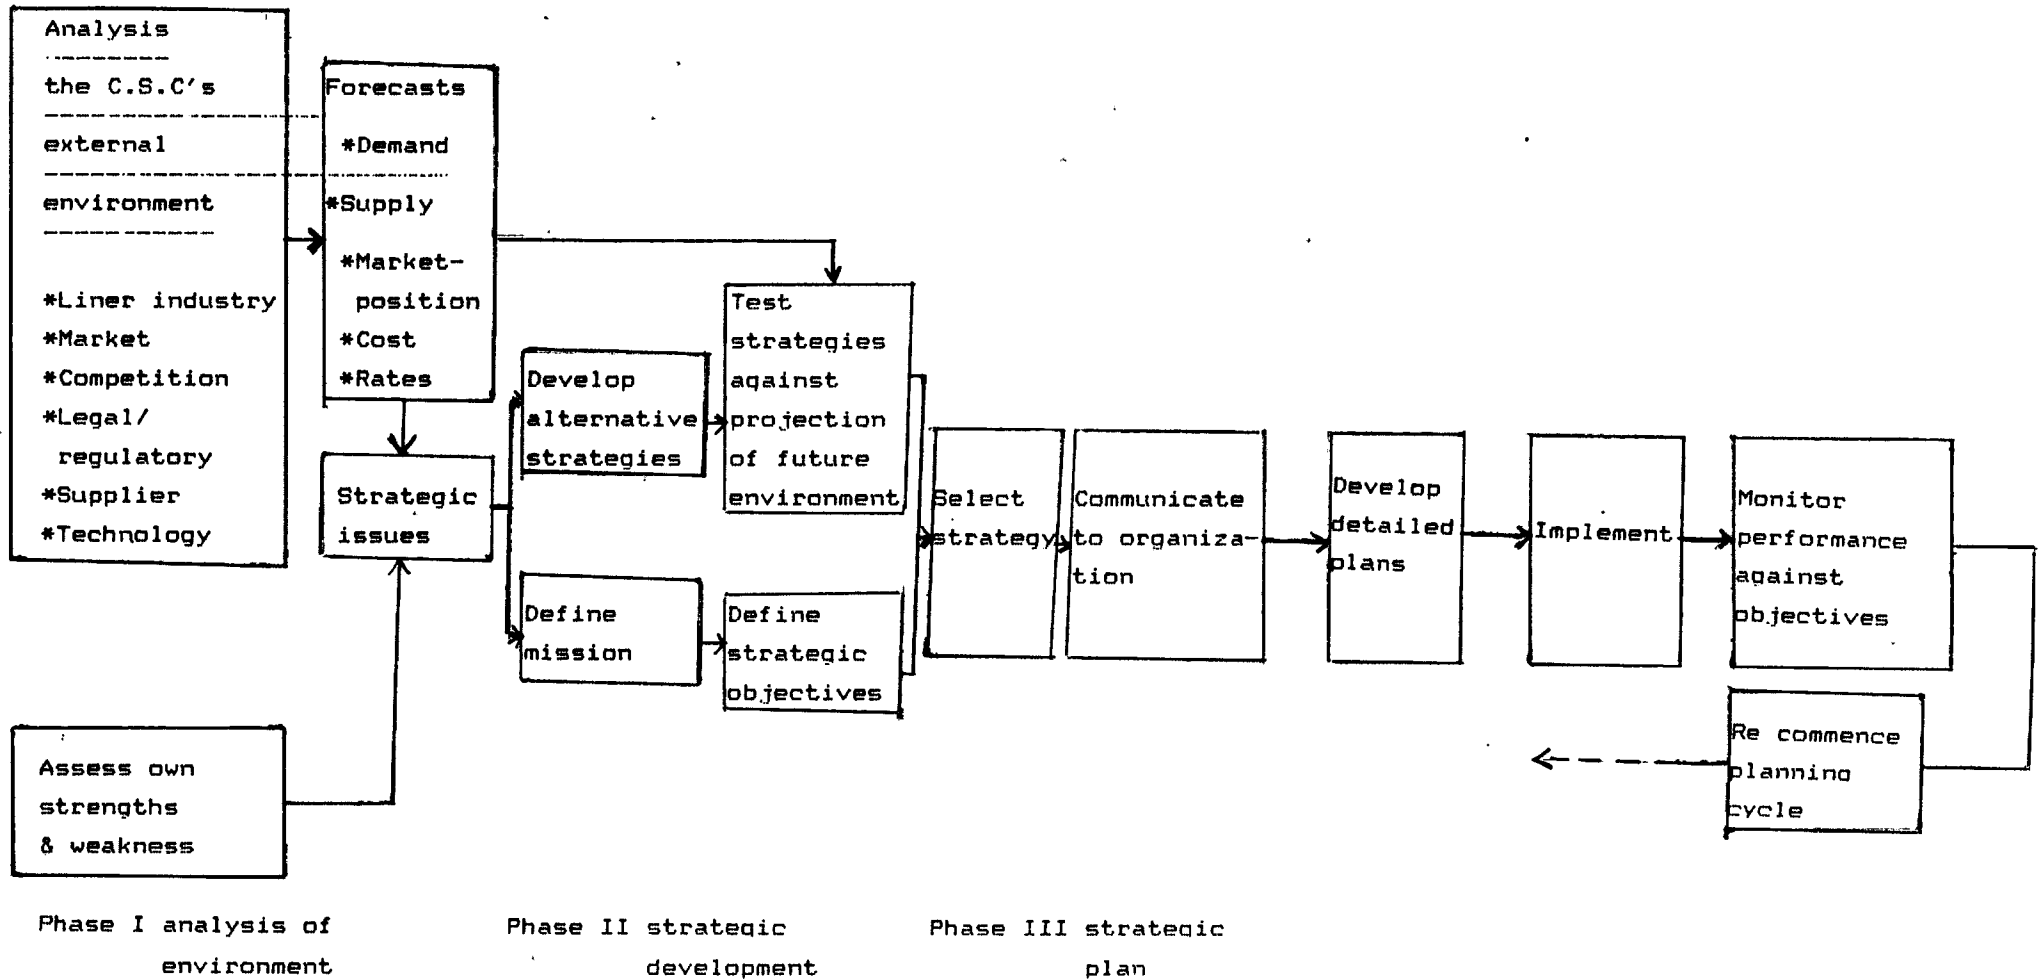 Analysis
the C.S.C's
external
environment
*Liner industry
*Market
*Competition
*Legal/
regulatory
*Supplier
*Technology
Forecasts
*Demand
*Supply
*Market-
position
*Cost
*Rates
Strategic
issues
Assess own
strengths
& weakness
Develop
alternative
strategies
Define
mission
Test
strategies
against
projection
of future
environment
Define
strategic
objectives
Select
strategy
Communicate
to organiza-
tion
Develop
detailed
plans
Implement
Monitor
performance
against
objectives
Re commence
planning
cycle
Phase I analysis of
environment
Phase II strategic
development
Phase III strategic
plan